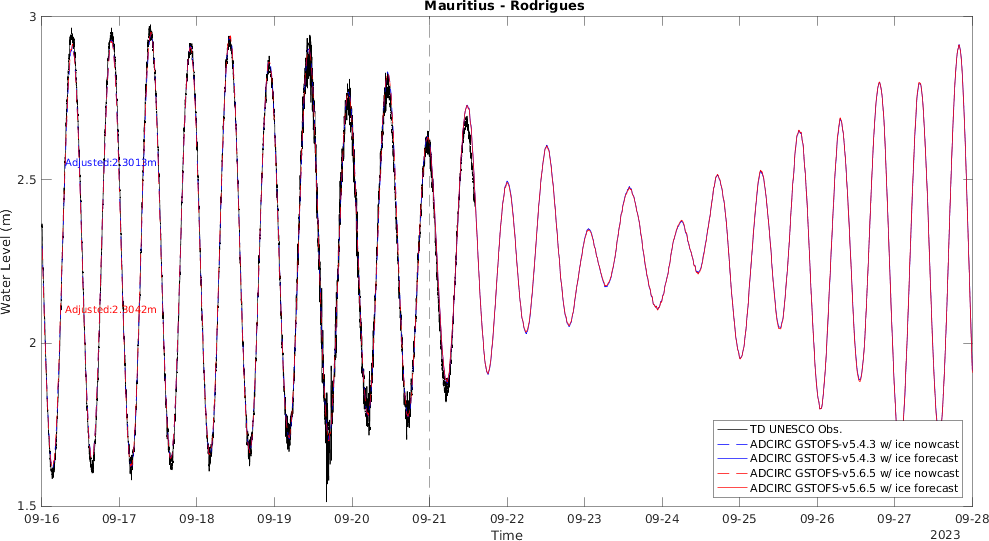 Mauritius - Rodrigues
3
2.5
2
1.5
Water Level (m)
Adjusted:2.3013m
Adjusted:2.3042m
TD UNESCO Obs.
ADCIRC GSTOFS-v5.4.3 w/ ice nowcast
ADCIRC GSTOFS-v5.4.3 w/ ice forecast
ADCIRC GSTOFS-v5.6.5 w/ ice nowcast
ADCIRC GSTOFS-v5.6.5 w/ ice forecast
09-16 09-17 09-18 09-19 09-20 09-21 09-22 09-23 09-24 09-25 09-26 09-27 09-28
Time
2023